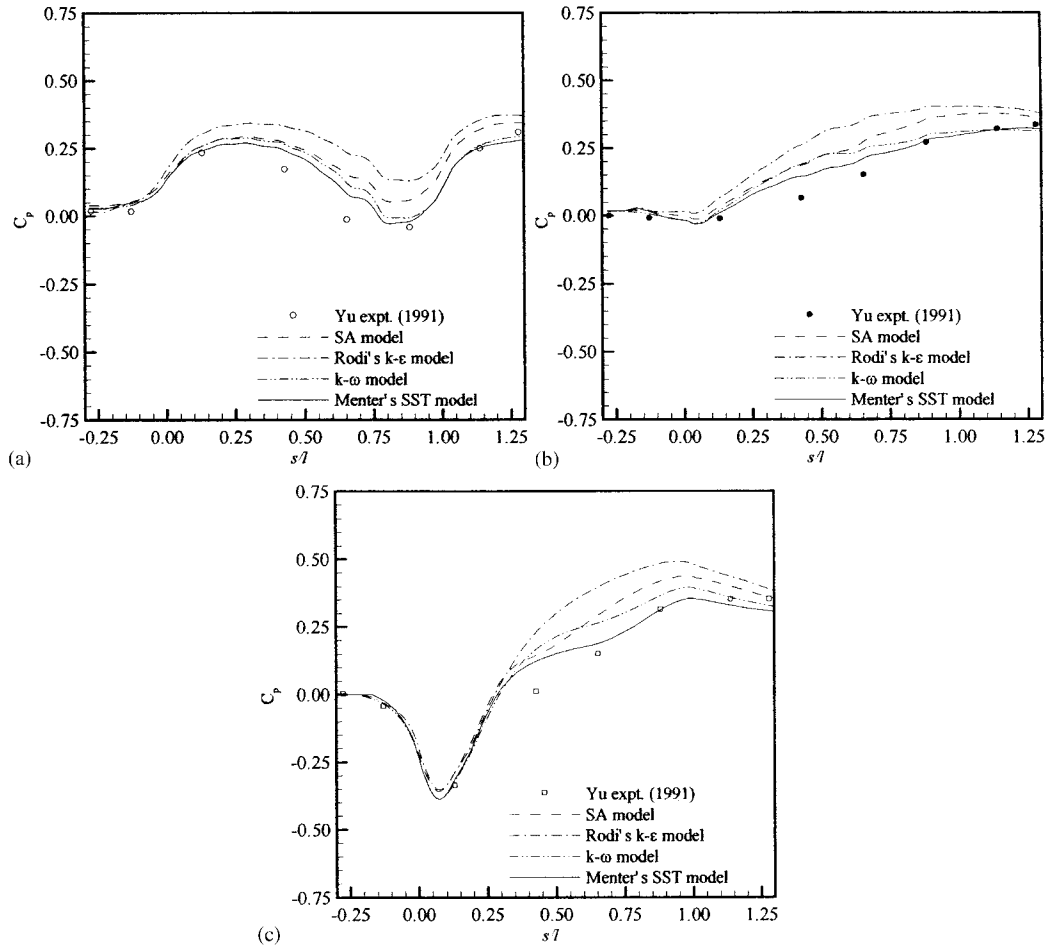 0.75
0.50
0.25
0.00
-0.25
-0.50
-0.75
Cp
Yu expt. (1991)
SA model
Rodi's k-ε model
k-ω model
Menter's SST model
-0.25 0.00 0.25 0.50 0.75 1.00 1.25
s/l
(a)
0.75
0.50
0.25
0.00
-0.25
-0.50
-0.75
Cp
Yu expt. (1991)
SA model
Rodi's k-ε model
k-ω model
Menter's SST model
-0.25 0.00 0.25 0.50 0.75 1.00 1.25
s/l
(b)
0.75
0.50
0.25
0.00
-0.25
-0.50
-0.75
Cp
Yu expt. (1991)
SA model
Rodi's k-ε model
k-ω model
Menter's SST model
-0.25 0.00 0.25 0.50 0.75 1.00 1.25
s/l
(c)